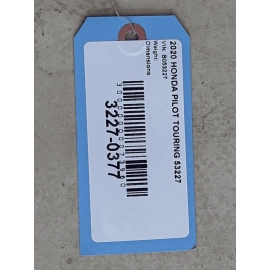 2020 HONDA PILOT TOURING 53227
VIN: B053227
Weight:
Dimensions
3227-0377